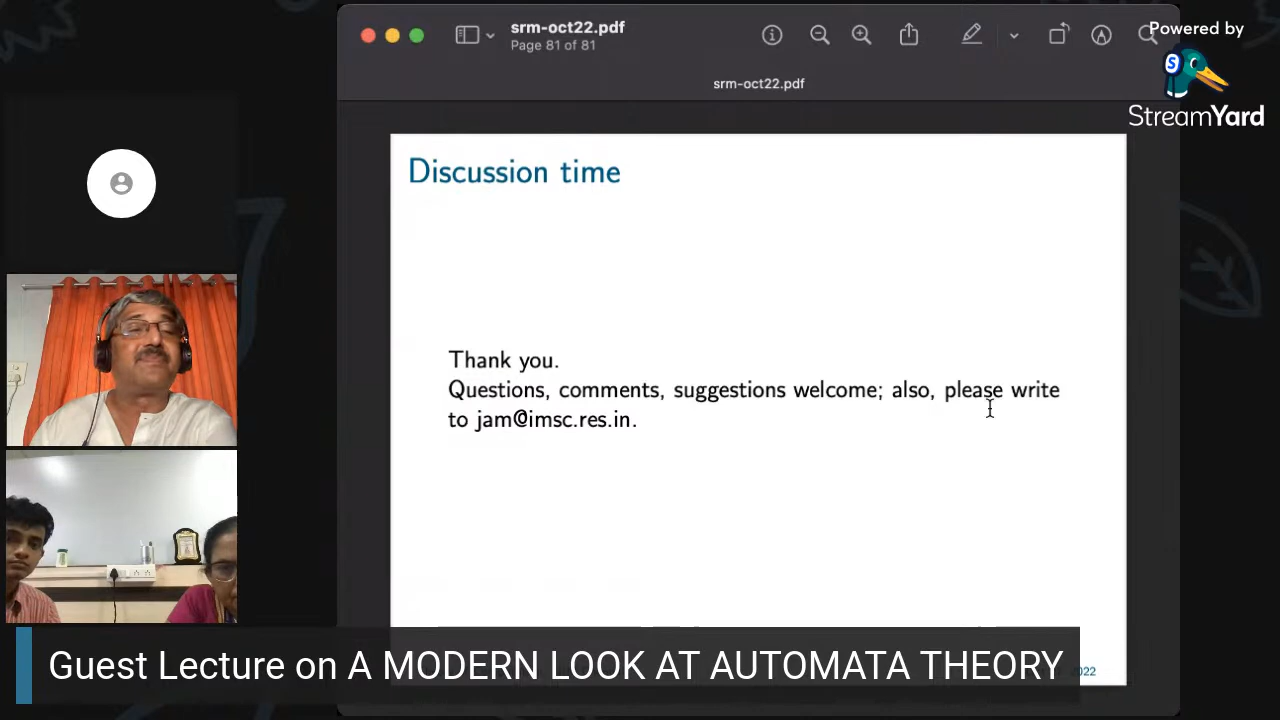 srm-oct22.pdf
Page 81 of 81
Powered by
S
StreamYard
srm-oct22.pdf
Discussion time
Thank you.
Questions, comments, suggestions welcome; also, please write
to jam@imsc.res.in.
Guest Lecture on A MODERN LOOK AT AUTOMATA THEORY
2022